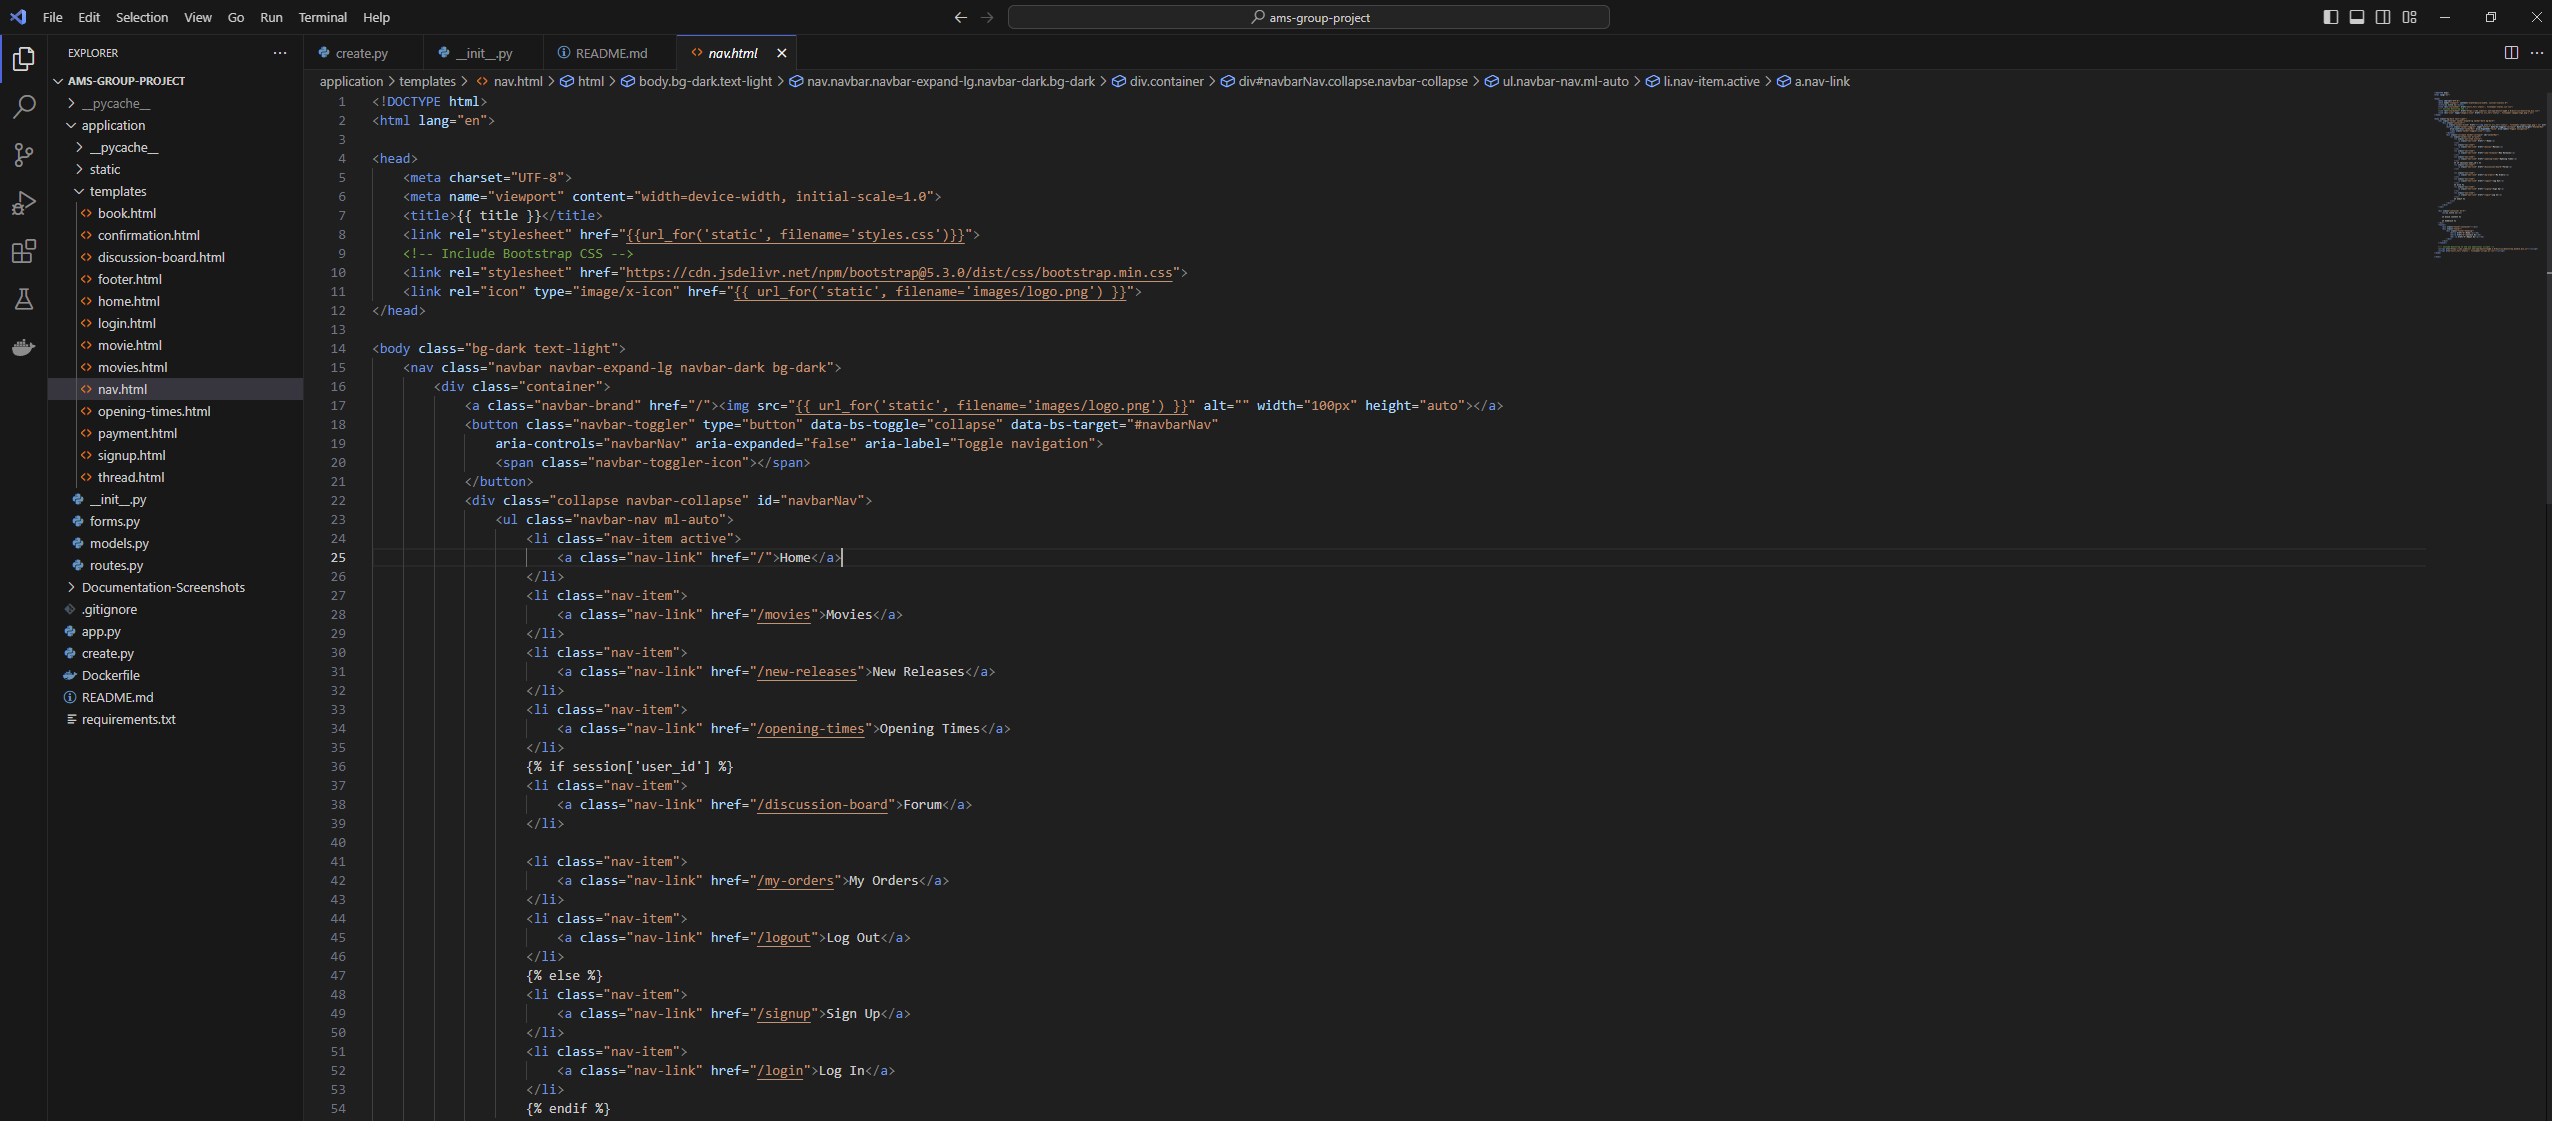 File Edit Selection View Go Run Terminal Help
ams-group-project
EXPLORER
AMS-GROUP-PROJECT
__pycache__
application
__pycache__
static
templates
book.html
confirmation.html
discussion-board.html
footer.html
home.html
login.html
movie.html
movies.html
nav.html
opening-times.html
payment.html
signup.html
thread.html
__init__.py
forms.py
models.py
routes.py
Documentation-Screenshots
.gitignore
app.py
create.py
Dockerfile
README.md
requirements.txt
create.py __init__.py README.md nav.html
application > templates > nav.html > html > body.bg-dark.text-light > nav.navbar.navbar-expand-lg.navbar-dark.bg-dark > div.container > div#navbarNav.collapse.navbar-collapse > ul.navbar-nav.ml-auto > li.nav-item.active > a.nav-link
1 <!DOCTYPE html>
2 <html lang="en">
3
4 <head>
5 <meta charset="UTF-8">
6 <meta name="viewport" content="width=device-width, initial-scale=1.0">
7 <title>{{ title }}</title>
8 <link rel="stylesheet" href="{{url_for('static', filename='styles.css')}}">
9 <!-- Include Bootstrap CSS -->
10 <link rel="stylesheet" href="https://cdn.jsdelivr.net/npm/bootstrap@5.3.0/dist/css/bootstrap.min.css">
11 <link rel="icon" type="image/x-icon" href="{{ url_for('static', filename='images/logo.png') }}">
12 </head>
13
14 <body class="bg-dark text-light">
15 <nav class="navbar navbar-expand-lg navbar-dark bg-dark">
16 <div class="container">
17 <a class="navbar-brand" href="/"><img src="{{ url_for('static', filename='images/logo.png') }}" alt="" width="100px" height="auto"></a>
18 <button class="navbar-toggler" type="button" data-bs-toggle="collapse" data-bs-target="#navbarNav"
19 aria-controls="navbarNav" aria-expanded="false" aria-label="Toggle navigation">
20 <span class="navbar-toggler-icon"></span>
21 </button>
22 <div class="collapse navbar-collapse" id="navbarNav">
23 <ul class="navbar-nav ml-auto">
24 <li class="nav-item active">
25 <a class="nav-link" href="/">Home</a>
26 </li>
27 <li class="nav-item">
28 <a class="nav-link" href="/movies">Movies</a>
29 </li>
30 <li class="nav-item">
31 <a class="nav-link" href="/new-releases">New Releases</a>
32 </li>
33 <li class="nav-item">
34 <a class="nav-link" href="/opening-times">Opening Times</a>
35 </li>
36 {% if session['user_id'] %}
37 <li class="nav-item">
38 <a class="nav-link" href="/discussion-board">Forum</a>
39 </li>
40
41 <li class="nav-item">
42 <a class="nav-link" href="/my-orders">My Orders</a>
43 </li>
44 <li class="nav-item">
45 <a class="nav-link" href="/logout">Log Out</a>
46 </li>
47 {% else %}
48 <li class="nav-item">
49 <a class="nav-link" href="/signup">Sign Up</a>
50 </li>
51 <li class="nav-item">
52 <a class="nav-link" href="/login">Log In</a>
53 </li>
54 {% endif %}